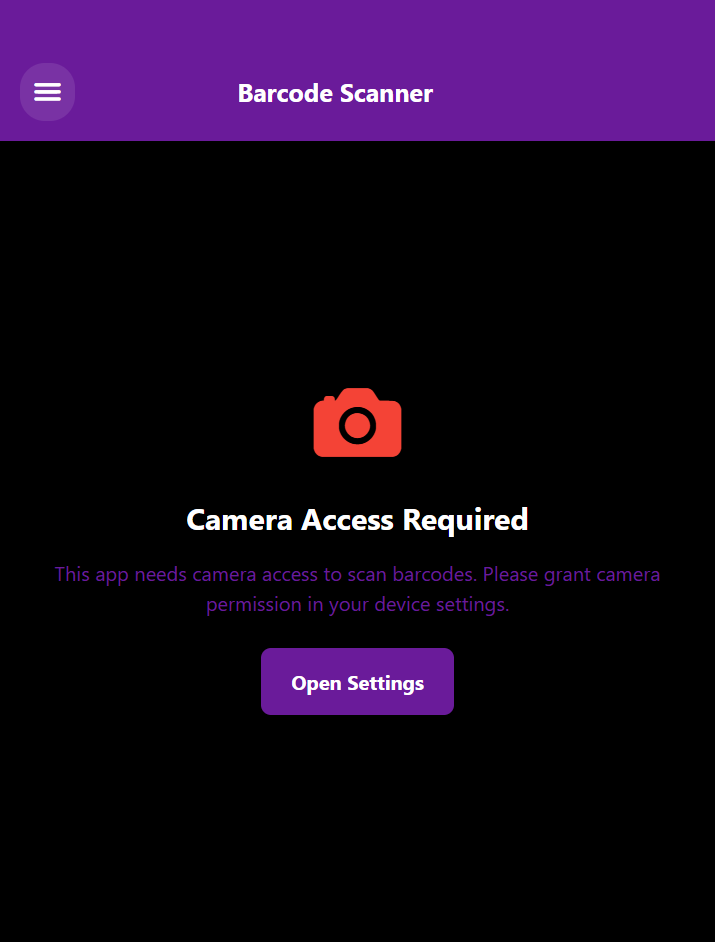 Barcode Scanner
Camera Access Required
This app needs camera access to scan barcodes. Please grant camera
permission in your device settings.
Open Settings